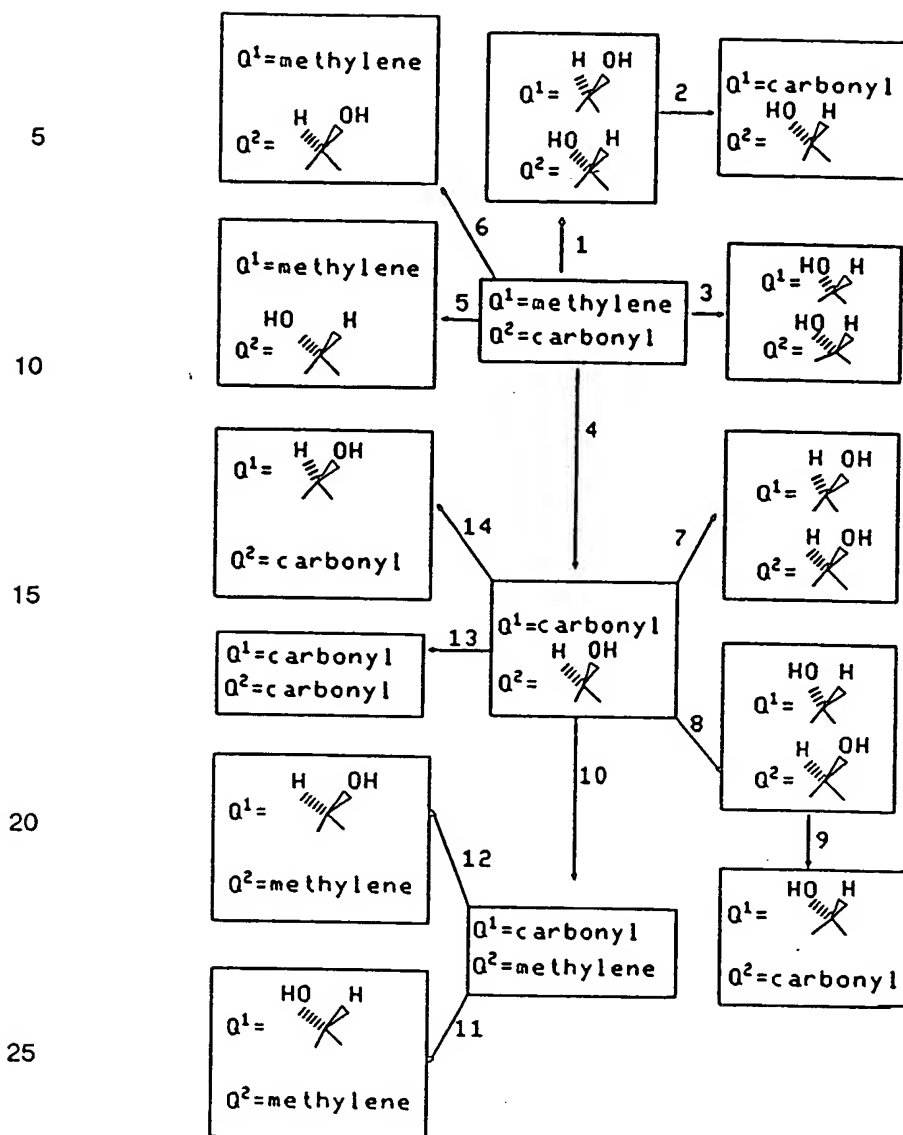 Q¹=methylene
H OH
Q²=
H OH
Q¹=
HO H
Q²=
2
Q¹=carbonyl
HO H
Q²=
5
6
1
Q¹=methylene
HO H
Q²=
5
Q¹=methylene
Q²=carbonyl
3
HO H
Q¹=
HO H
Q²=
10
4
H OH
Q¹=
Q²=carbonyl
14
7
H OH
Q¹=
H OH
Q²=
15
Q¹=carbonyl
Q²=carbonyl
13
Q¹=carbonyl
H OH
Q²=
8
HO H
Q¹=
H OH
Q²=
10
9
20
H OH
Q¹=
Q²=methylene
12
Q¹=carbonyl
Q²=methylene
HO H
Q¹=
Q²=carbonyl
25
HO H
Q¹=
Q²=methylene
11